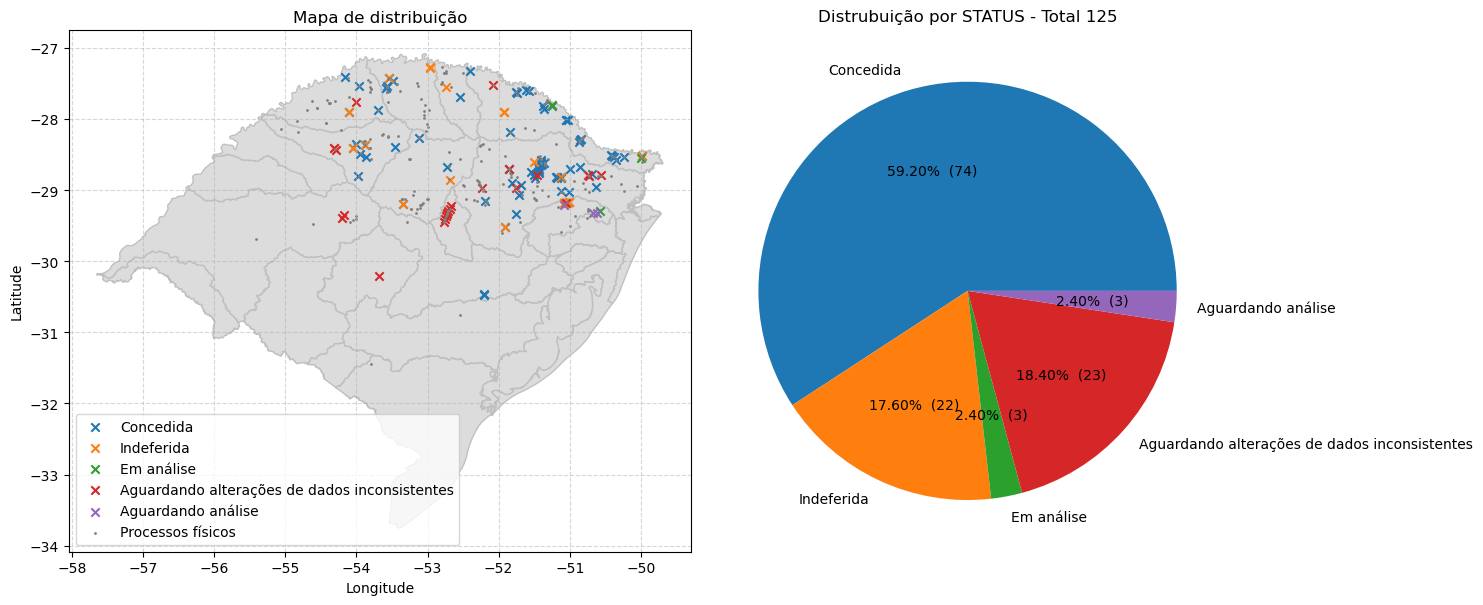 Mapa de distribuição
−27
−28
−29
−30
−31
−32
−33
−34
Latitude
−58
−57
−56
−55
−54
−53
−52
−51
−50
Longitude
Concedida
Indeferida
Em análise
Aguardando alterações de dados inconsistentes
Aguardando análise
Processos físicos
Distrubuição por STATUS - Total 125
Concedida
59.20%  (74)
2.40%  (3)
Aguardando análise
18.40%  (23)
17.60%  (22)
2.40%  (3)
Aguardando alterações de dados inconsistentes
Indeferida
Em análise